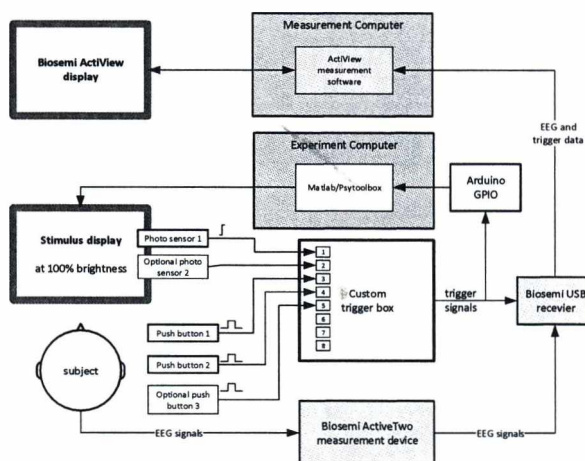 Measurement Computer
Biosemi ActiView
display
ActiView
measurement
software
EEG and
trigger data
Experiment Computer
Matlab/Psytoolbox
Arduino
GPIO
Stimulus display
at 100% brightness
Photo sensor 1
Optional photo
sensor 2
1
2
3
4
5
6
7
8
Custom
trigger box
trigger
signals
Biosemi USB
recevier
Push button 1
Push button 2
Optional push
button 3
subject
EEG signals
Biosemi ActiveTwo
measurement device
EEG signals